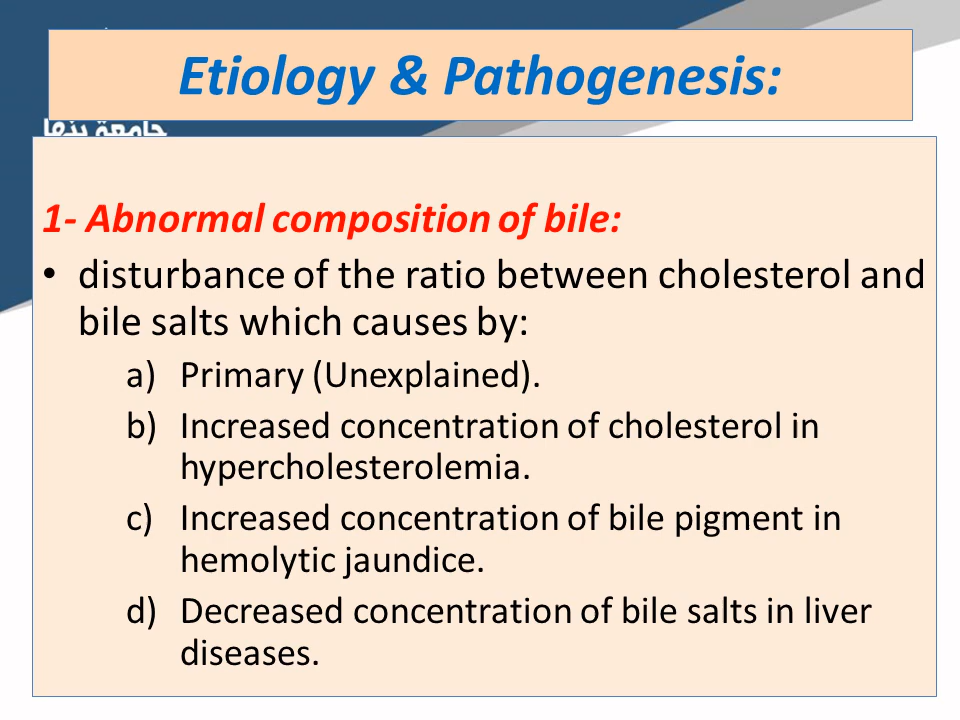 Etiology & Pathogenesis:
جامعة بنها
1- Abnormal composition of bile:
• disturbance of the ratio between cholesterol and
bile salts which causes by:
a) Primary (Unexplained).
b) Increased concentration of cholesterol in
hypercholesterolemia.
c) Increased concentration of bile pigment in
hemolytic jaundice.
d) Decreased concentration of bile salts in liver
diseases.